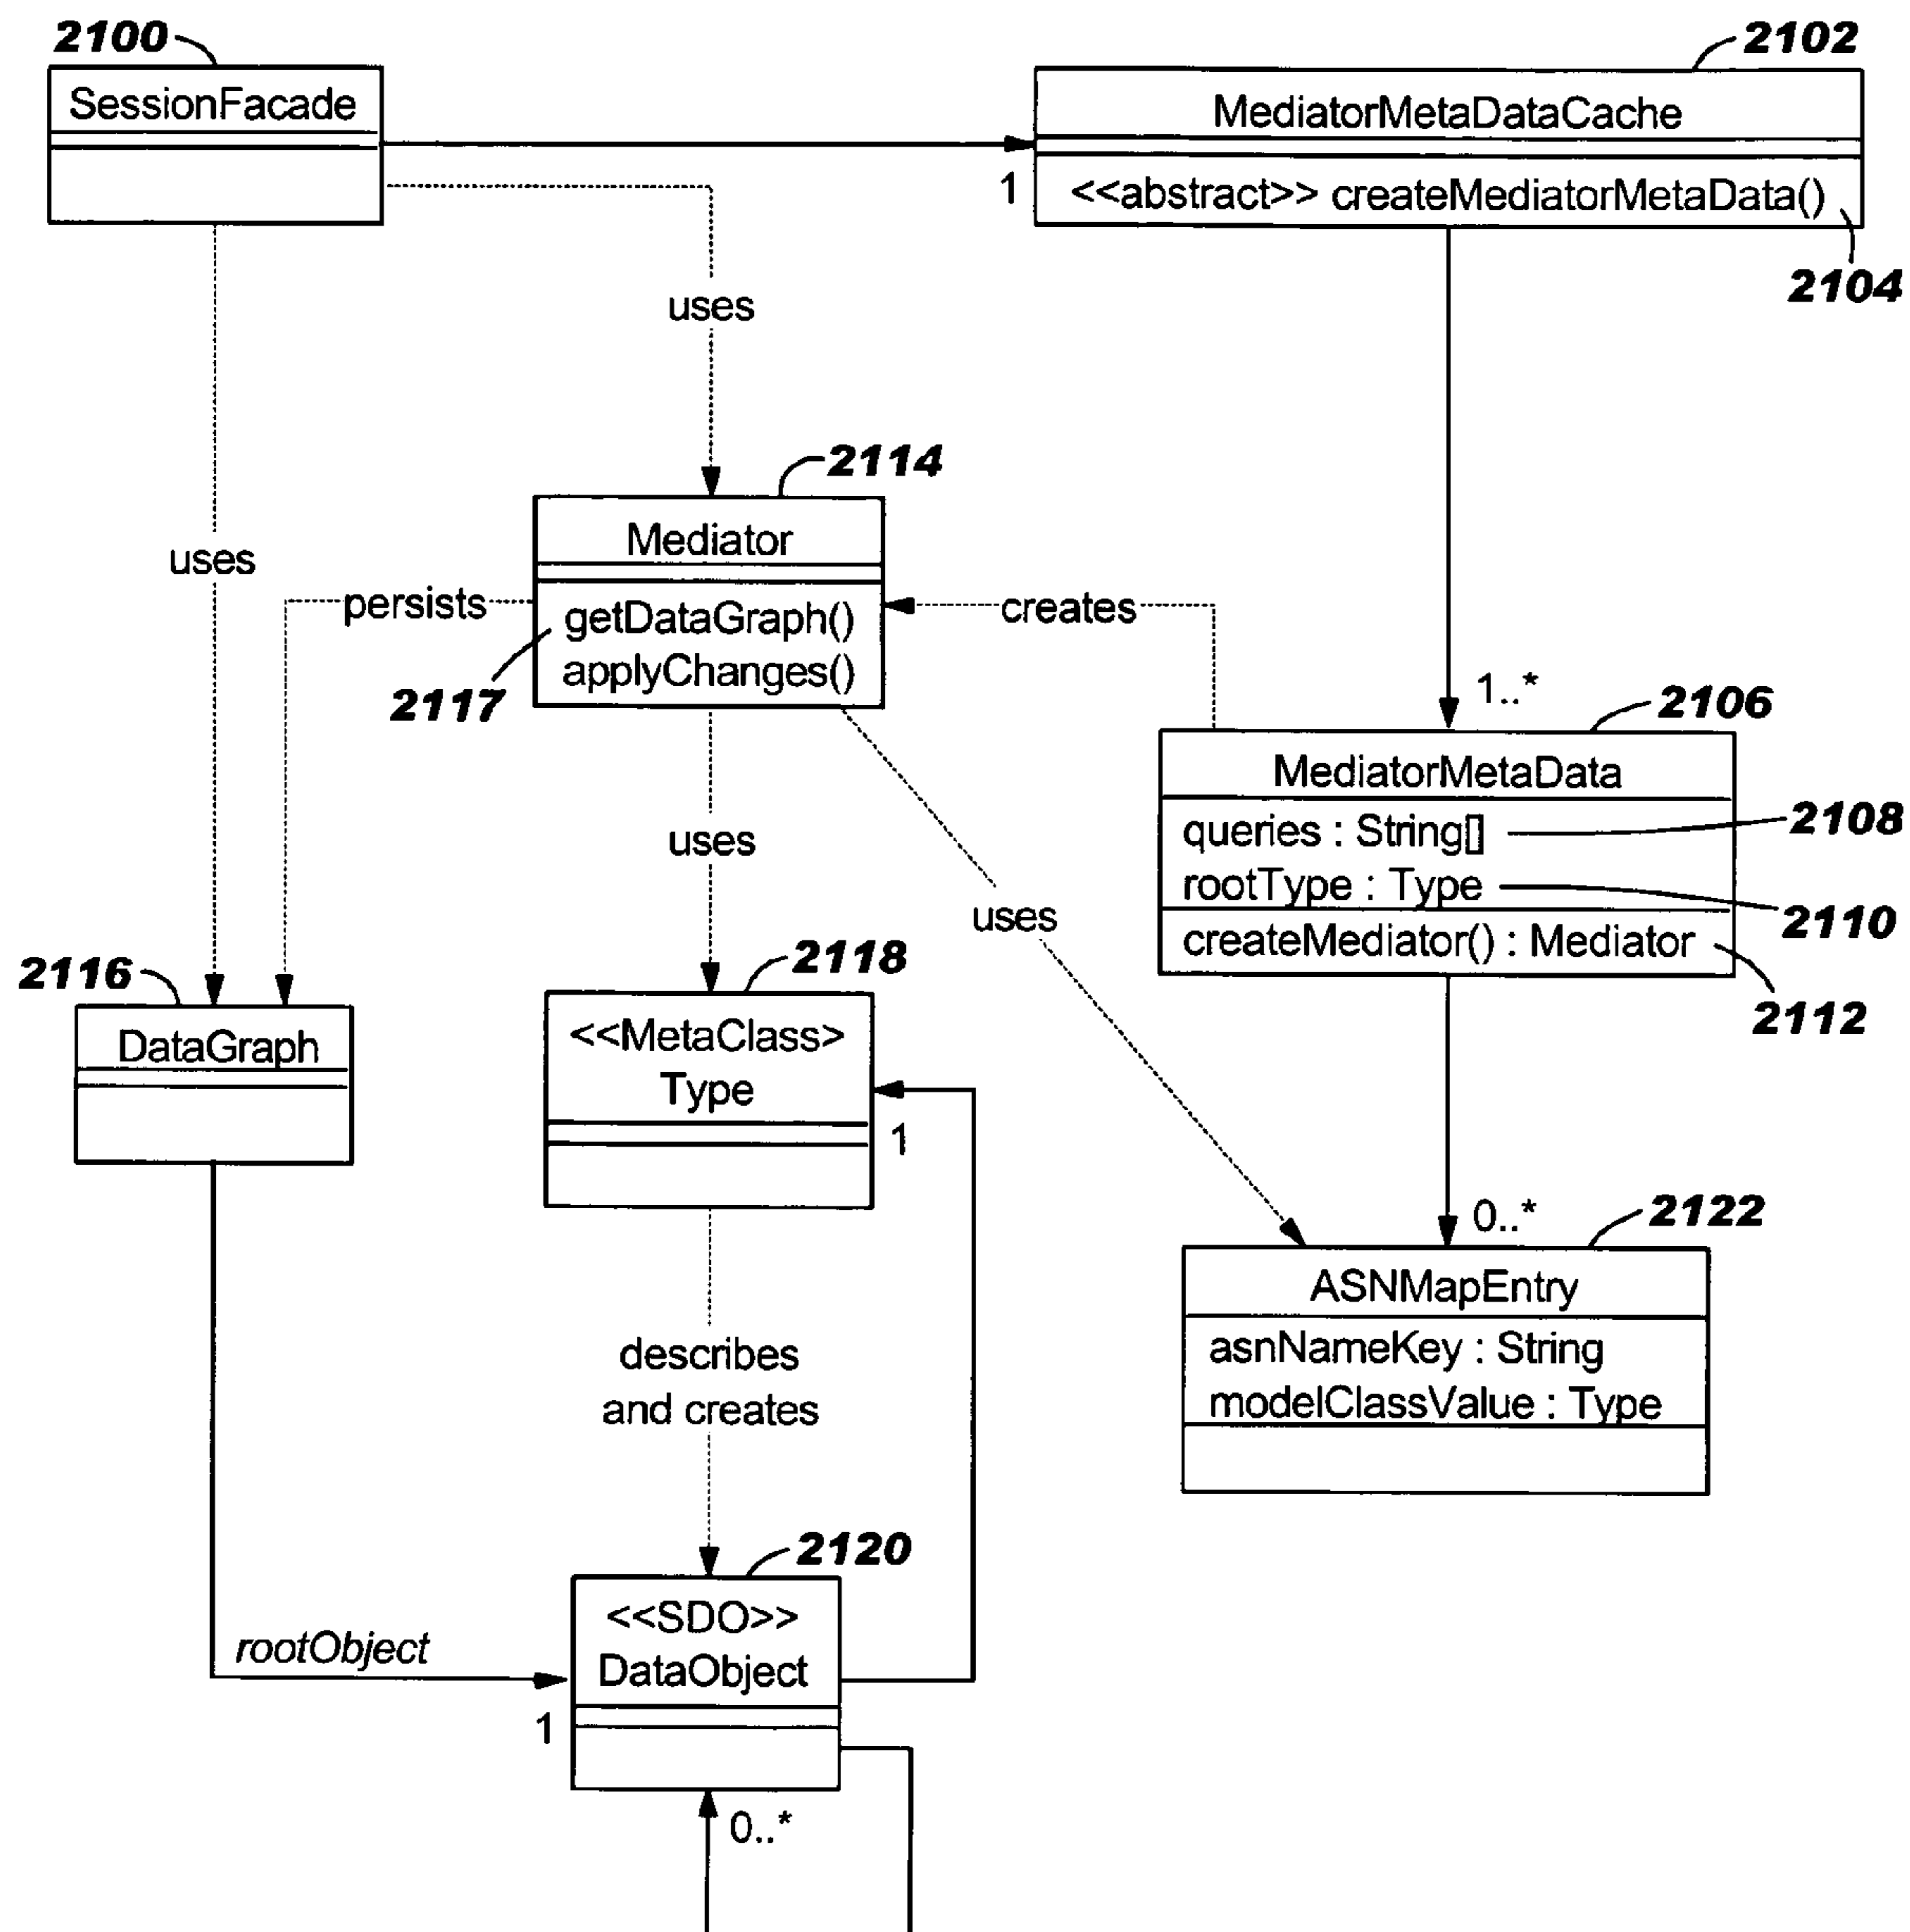 2100
SessionFacade
2102
MediatorMetaDataCache
1
<<abstract>> createMediatorMetaData()
2104
uses
uses
2114
Mediator
getDataGraph()
applyChanges()
2117
persists
creates
1..*
2106
MediatorMetaData
queries : String[]
2108
rootType : Type
2110
createMediator() : Mediator
2112
uses
uses
2116
DataGraph
2118
<<MetaClass>
Type
1
0..*
2122
ASNMapEntry
asnNameKey : String
modelClassValue : Type
describes
and creates
2120
<<SDO>>
DataObject
rootObject
1
0..*